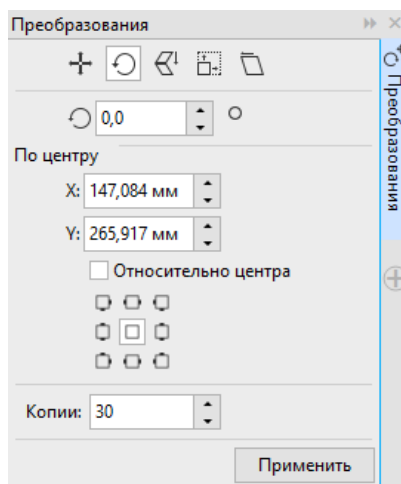 Преобразования
0,0 °
По центру
X: 147,084 мм
Y: 265,917 мм
Относительно центра
Копии: 30
Применить
Преобразования